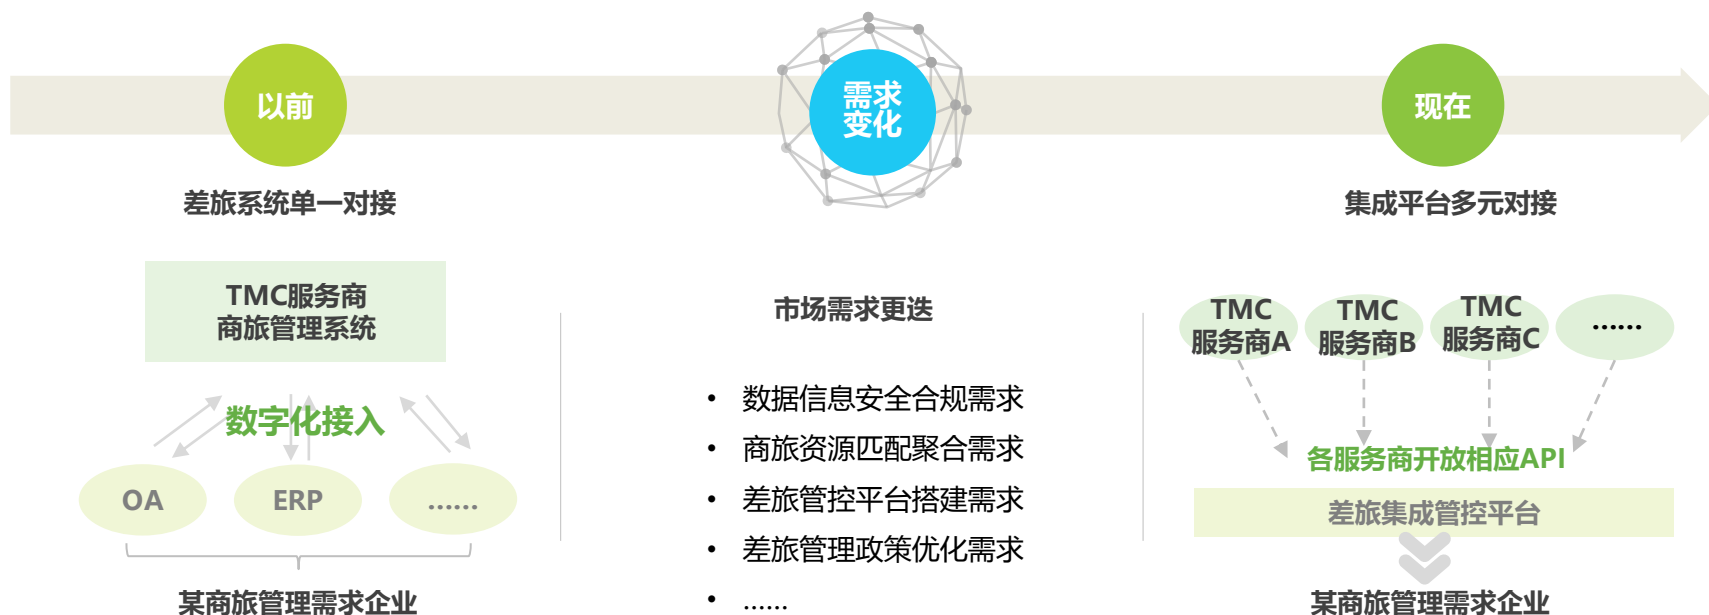 以前
需求
变化
现在
差旅系统单一对接
集成平台多元对接
TMC服务商
商旅管理系统
数字化接入
OA
ERP
......
某商旅管理需求企业
市场需求更迭
• 数据信息安全合规需求
• 商旅资源匹配聚合需求
• 差旅管控平台搭建需求
• 差旅管理政策优化需求
• ......
TMC
服务商A
TMC
服务商B
TMC
服务商C
......
各服务商开放相应API
差旅集成管控平台
某商旅管理需求企业